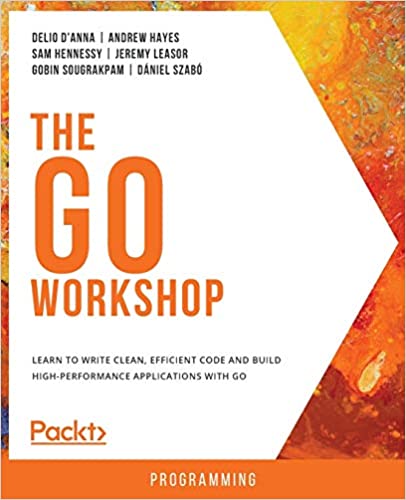 DELIO D'ANNA | ANDREW HAYES
SAM HENNESSY | JEREMY LEASOR
GOBIN SOUGRAKPAM | DÁNIEL SZABÓ
THE
GO
WORKSHOP
LEARN TO WRITE CLEAN, EFFICIENT CODE AND BUILD
HIGH-PERFORMANCE APPLICATIONS WITH GO
Packt>
PROGRAMMING